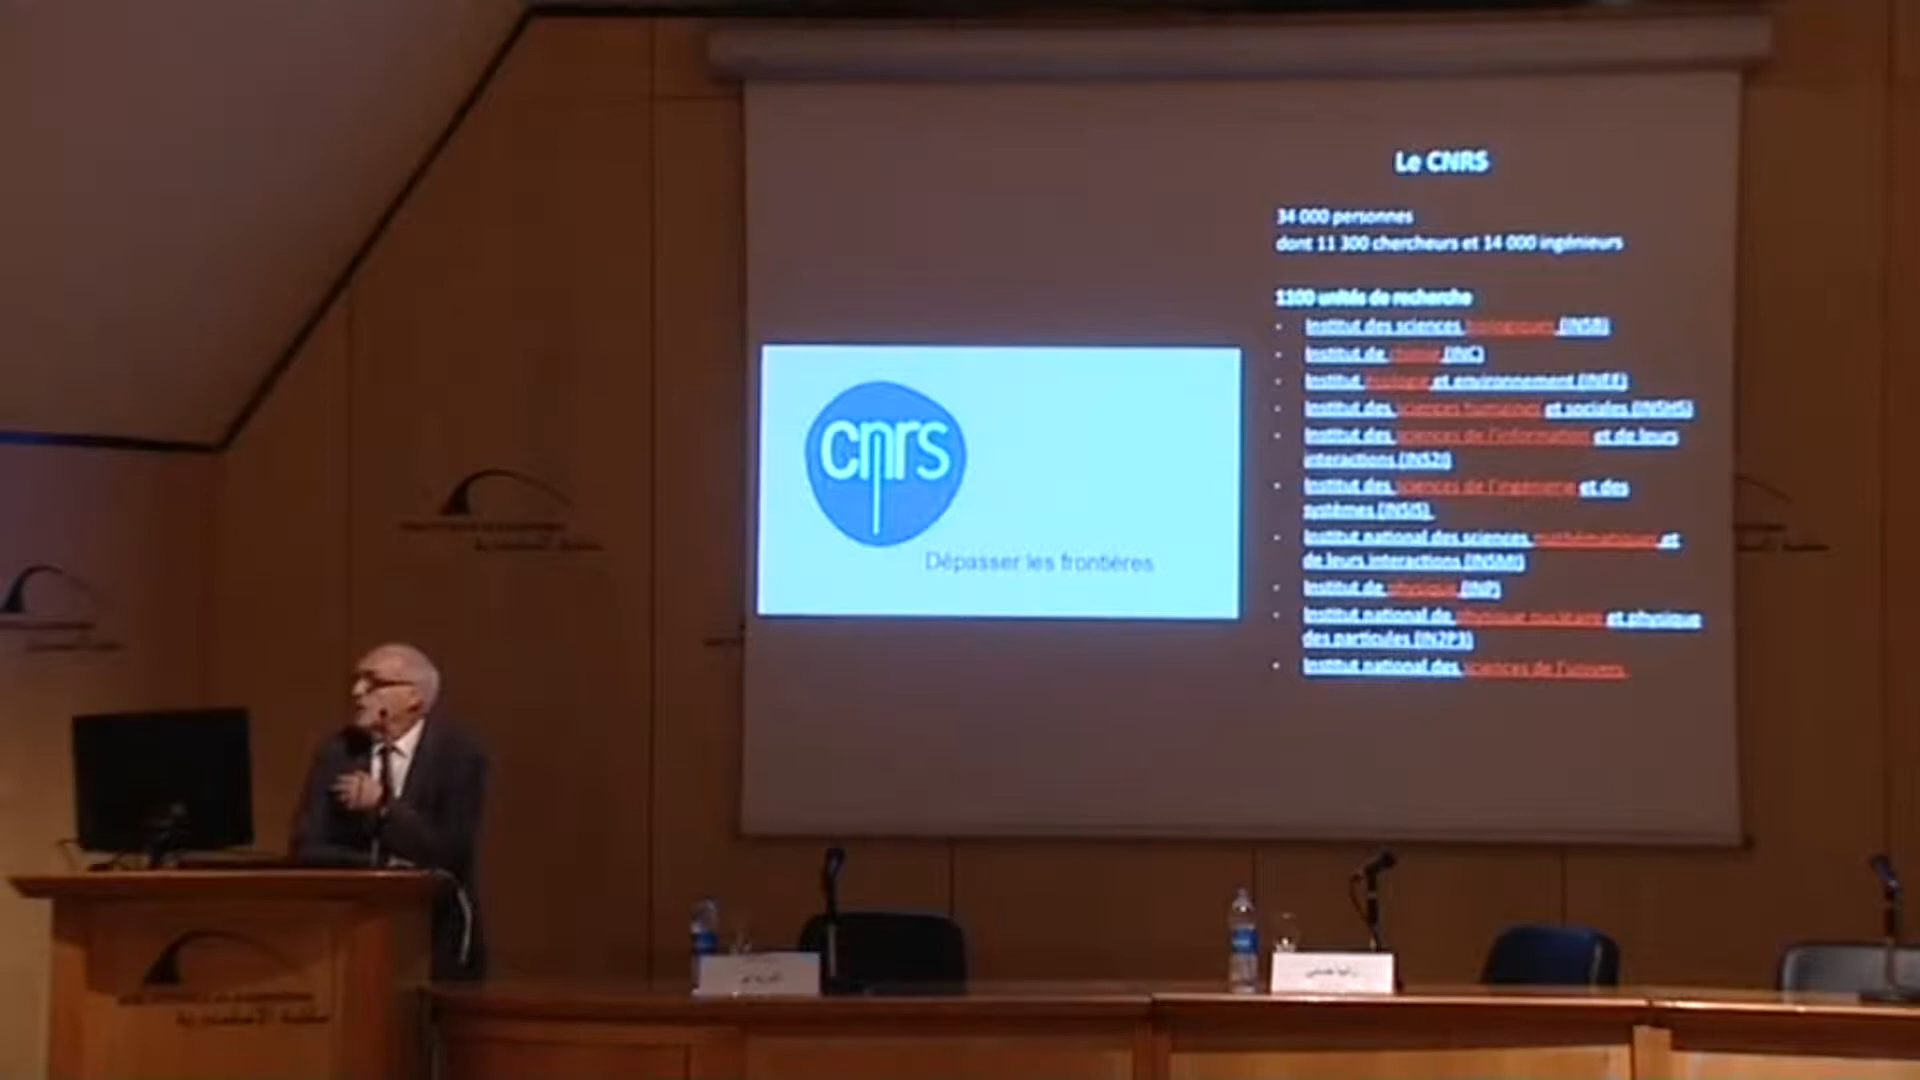 Le CNRS
34 000 personnes
dont 11 300 chercheurs et 14 000 ingénieurs
1100 unités de recherche
Institut des sciences biologiques (INSB)
Institut de chimie (INC)
Institut écologie et environnement (INEE)
Institut des sciences humaines et sociales (INSHS)
Institut des sciences de l'information et de leurs
interactions (INS2I)
Institut des sciences de l'ingénierie et des
systèmes (INSIS)
Institut national des sciences mathématiques et
de leurs interactions (INSMI)
Institut de physique (INP)
Institut national de physique nucléaire et physique
des particules (IN2P3)
Institut national des sciences de l'univers
cnrs
Dépasser les frontières